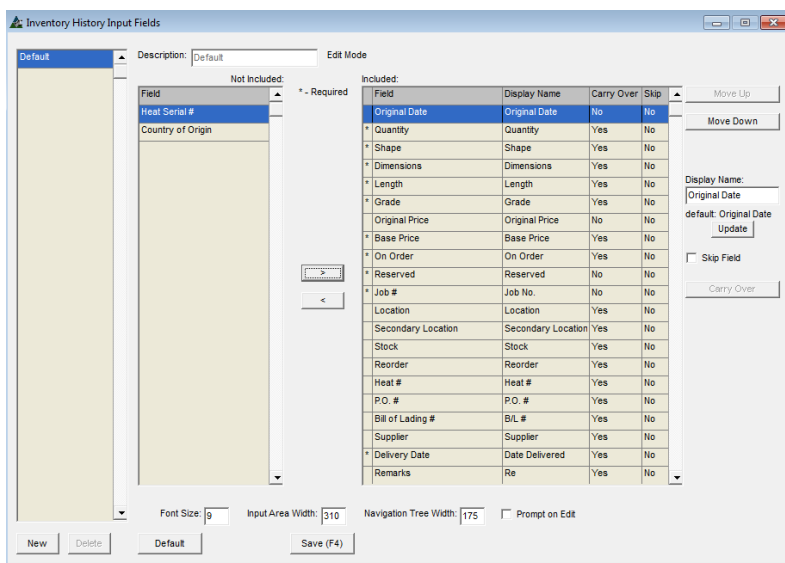 Inventory History Input Fields
Default
Description: Default Edit Mode
Not Included:
* - Required
Included:
Field
Heat Serial #
Country of Origin
Field Display Name Carry Over Skip
Original Date Original Date No No
* Quantity Quantity Yes No
* Shape Shape Yes No
* Dimensions Dimensions Yes No
* Length Length Yes No
* Grade Grade Yes No
Original Price Original Price No No
* Base Price Base Price Yes No
* On Order On Order Yes No
* Reserved Reserved No No
* Job # Job No. No No
Location Location Yes No
Secondary Location Secondary Location Yes No
Stock Stock Yes No
Reorder Reorder Yes No
Heat # Heat # Yes No
P.O. # P.O. # Yes No
Bill of Lading # B/L # Yes No
Supplier Supplier Yes No
* Delivery Date Date Delivered Yes No
Remarks Re Yes No
>
<
Move Up
Move Down
Display Name:
Original Date
default: Original Date
Update
Skip Field
Carry Over
Font Size: 9 Input Area Width: 310 Navigation Tree Width: 175 Prompt on Edit
New Delete Default Save (F4)